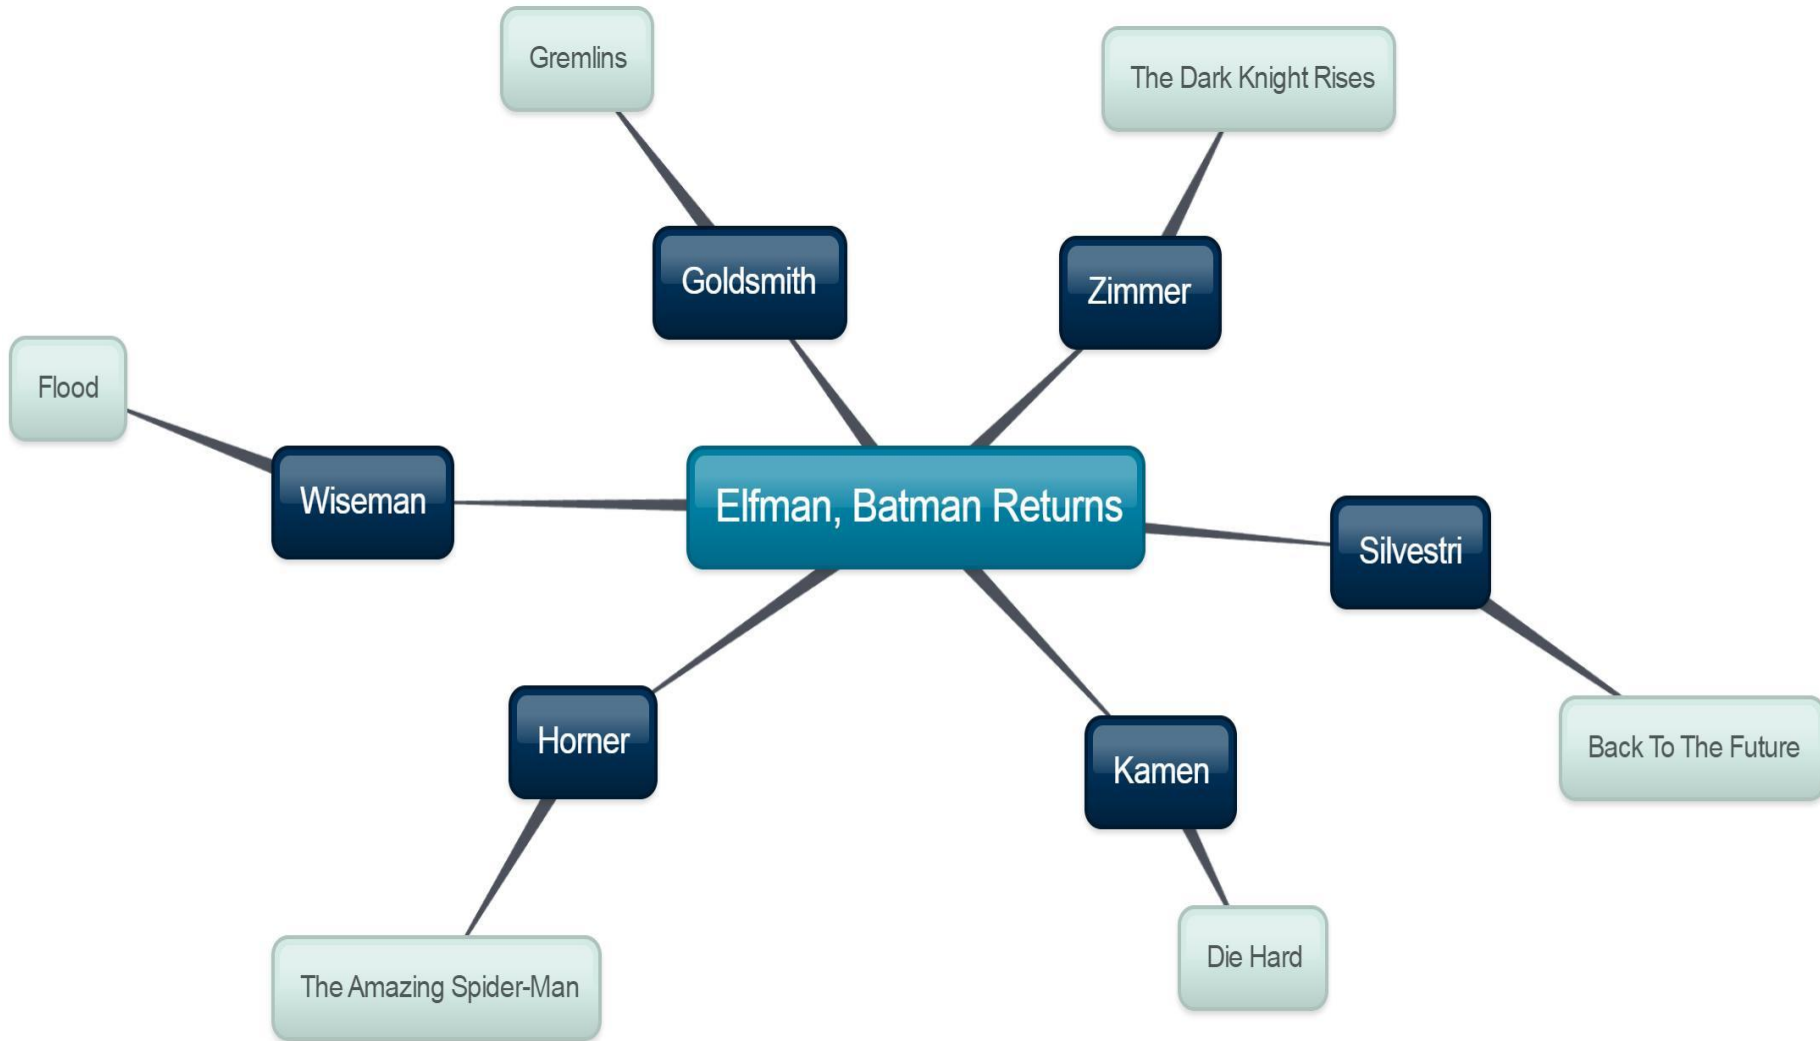 Gremlins
The Dark Knight Rises
Goldsmith
Zimmer
Flood
Wiseman
Elfman, Batman Returns
Silvestri
Horner
Kamen
Back To The Future
The Amazing Spider-Man
Die Hard